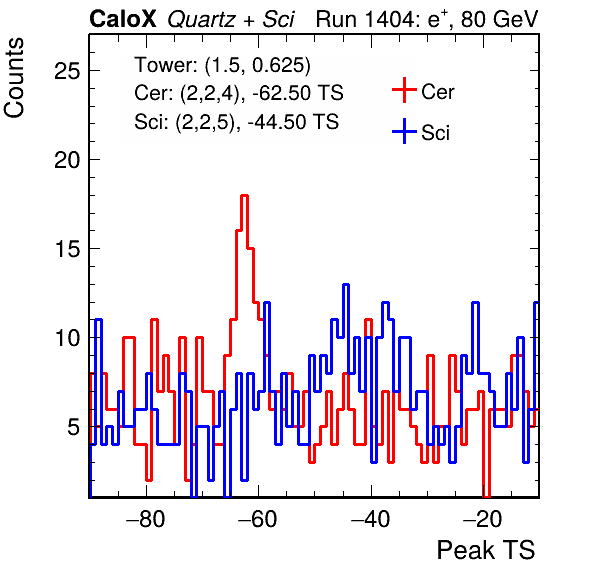 CaloX Quartz + Sci Run 1404: e⁺, 80 GeV
Counts
Tower: (1.5, 0.625)
Cer: (2,2,4), -62.50 TS
Sci: (2,2,5), -44.50 TS
Cer
Sci
25
20
15
10
5
−80 −60 −40 −20
Peak TS